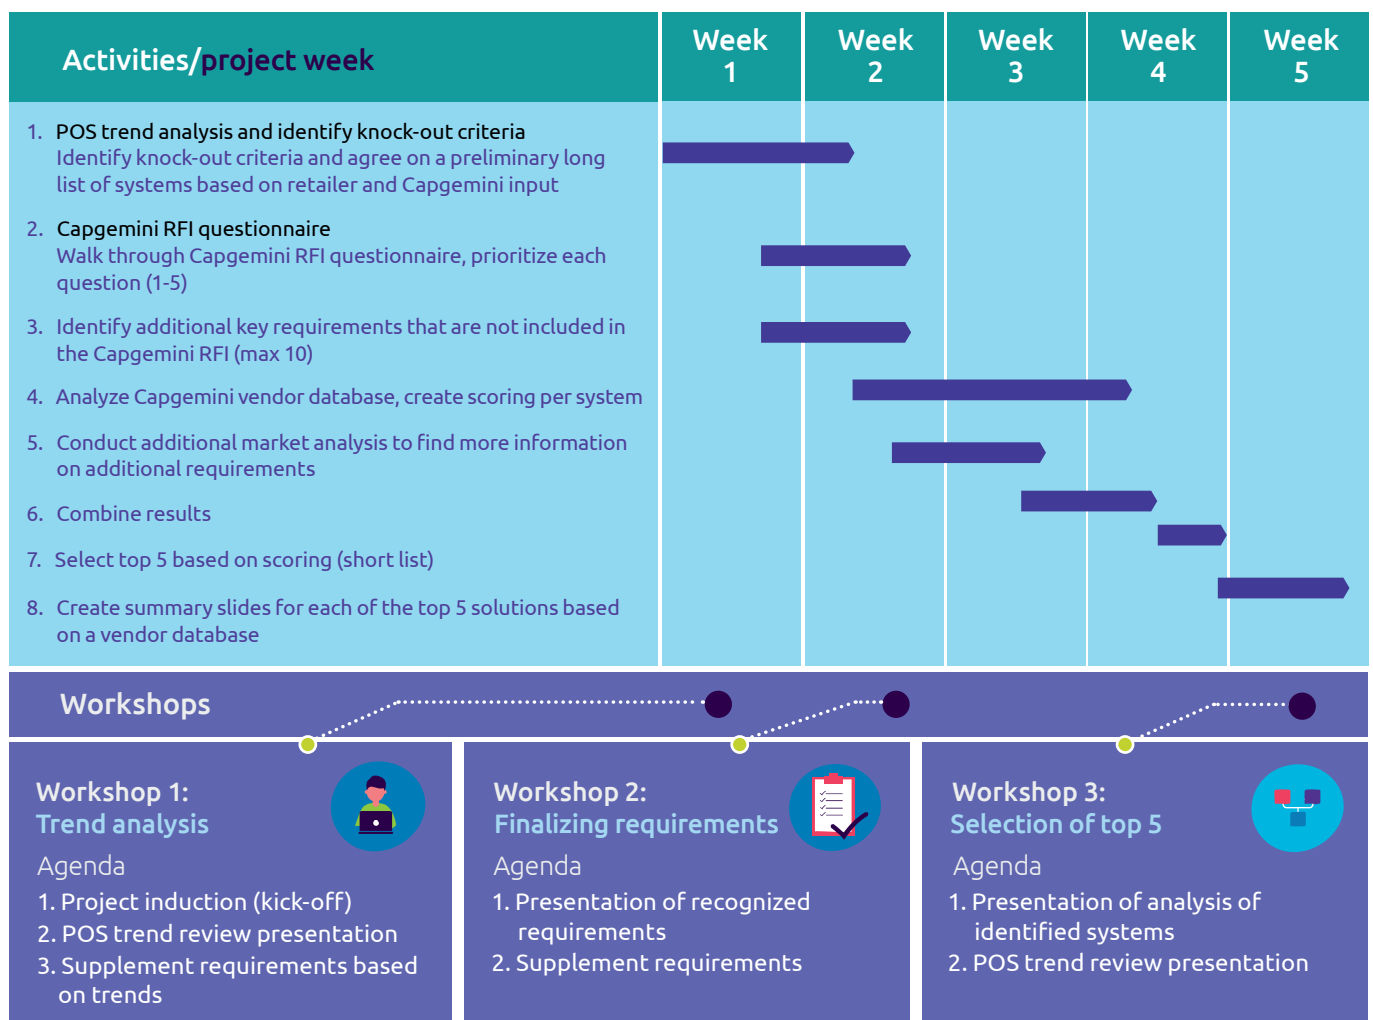 Activities/project week
Week
1
Week
2
Week
3
Week
4
Week
5
1. POS trend analysis and identify knock-out criteria
Identify knock-out criteria and agree on a preliminary long
list of systems based on retailer and Capgemini input
2. Capgemini RFI questionnaire
Walk through Capgemini RFI questionnaire, prioritize each
question (1-5)
3. Identify additional key requirements that are not included in
the Capgemini RFI (max 10)
4. Analyze Capgemini vendor database, create scoring per system
5. Conduct additional market analysis to find more information
on additional requirements
6. Combine results
7. Select top 5 based on scoring (short list)
8. Create summary slides for each of the top 5 solutions based
on a vendor database
Workshops
Workshop 1:
Trend analysis
Agenda
1. Project induction (kick-off)
2. POS trend review presentation
3. Supplement requirements based
on trends
Workshop 2:
Finalizing requirements
Agenda
1. Presentation of recognized
requirements
2. Supplement requirements
Workshop 3:
Selection of top 5
Agenda
1. Presentation of analysis of
identified systems
2. POS trend review presentation